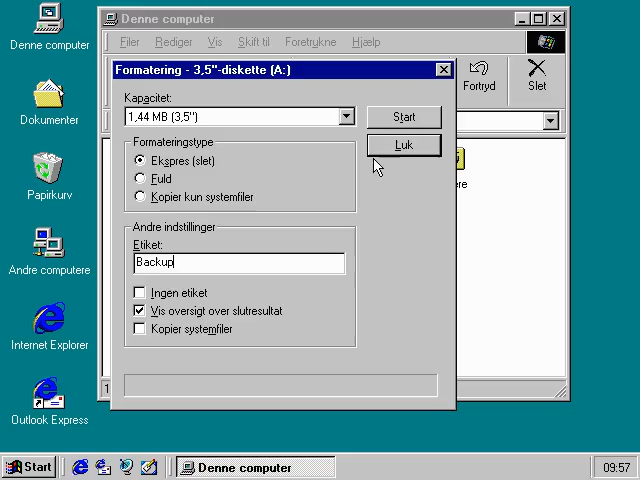 Denne computer
Dokumenter
Papirkurv
Andre computere
Internet Explorer
Outlook Express
Denne computer
Filer Rediger Vis Skift til Foretrukne Hjælp
Fortryd Slet
Formatering - 3,5"-diskette (A:)
Kapacitet:
1,44 MB (3,5")
Start
Luk
Formateringstype
Ekspres (slet)
Fuld
Kopier kun systemfiler
Andre indstillinger
Etiket:
Backup
Ingen etiket
Vis oversigt over slutresultat
Kopier systemfiler
Start
Denne computer
09:57